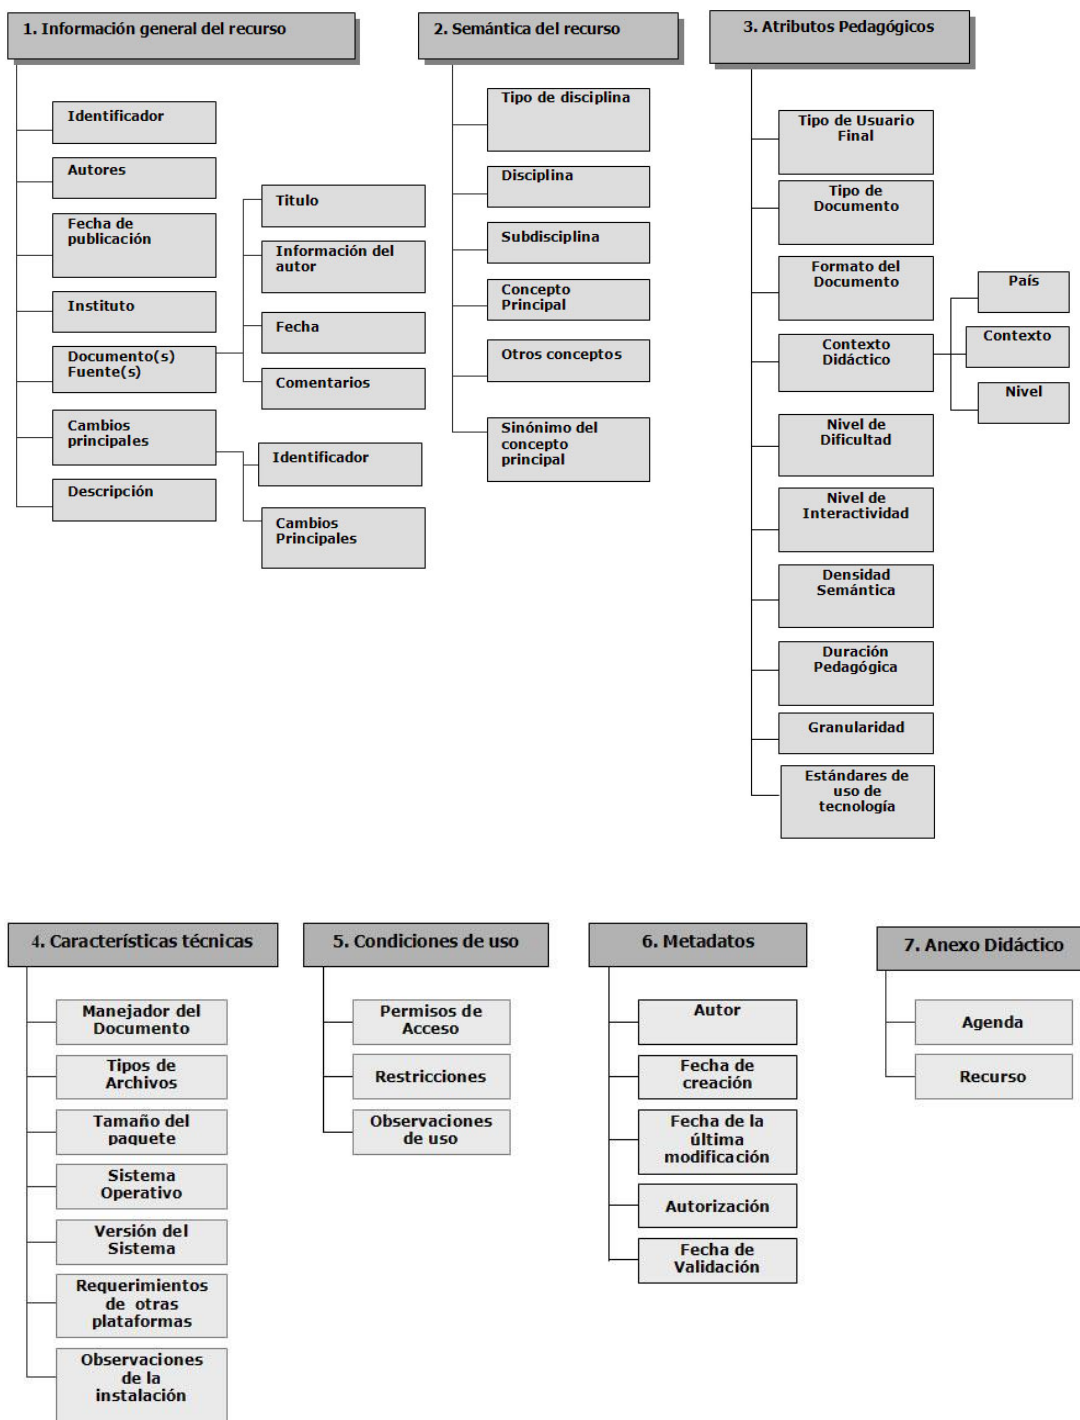 1. Información general del recurso
Identificador
Autores
Fecha de
publicación
Instituto
Documento(s)
Fuente(s)
Cambios
principales
Descripción
Titulo
Información del
autor
Fecha
Comentarios
Identificador
Cambios
Principales
2. Semántica del recurso
Tipo de disciplina
Disciplina
Subdisciplina
Concepto
Principal
Otros conceptos
Sinónimo del
concepto
principal
3. Atributos Pedagógicos
Tipo de Usuario
Final
Tipo de
Documento
Formato del
Documento
Contexto
Didáctico
País
Contexto
Nivel
Nivel de
Dificultad
Nivel de
Interactividad
Densidad
Semántica
Duración
Pedagógica
Granularidad
Estándares de
uso de
tecnología
4. Características técnicas
Manejador del
Documento
Tipos de
Archivos
Tamaño del
paquete
Sistema
Operativo
Versión del
Sistema
Requerimientos
de otras
plataformas
Observaciones
de la
instalación
5. Condiciones de uso
Permisos de
Acceso
Restricciones
Observaciones
de uso
6. Metadatos
Autor
Fecha de
creación
Fecha de la
última
modificación
Autorización
Fecha de
Validación
7. Anexo Didáctico
Agenda
Recurso